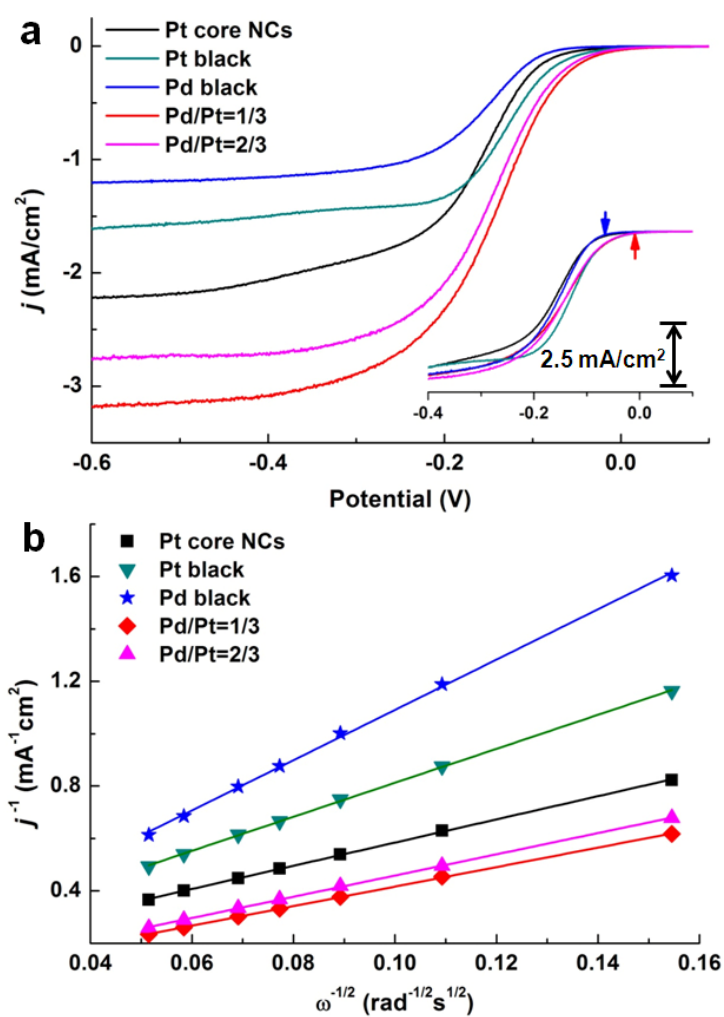 a
Pt core NCs
Pt black
Pd black
Pd/Pt=1/3
Pd/Pt=2/3
0
-1
-2
-3
j (mA/cm²)
2.5 mA/cm²
-0.4 -0.2 0.0
-0.6 -0.4 -0.2 0.0
Potential (V)
b
Pt core NCs
Pt black
Pd black
Pd/Pt=1/3
Pd/Pt=2/3
1.6
1.2
0.8
0.4
j⁻¹ (mA⁻¹cm²)
0.04 0.06 0.08 0.10 0.12 0.14 0.16
ω⁻¹/² (rad⁻¹/²s¹/²)